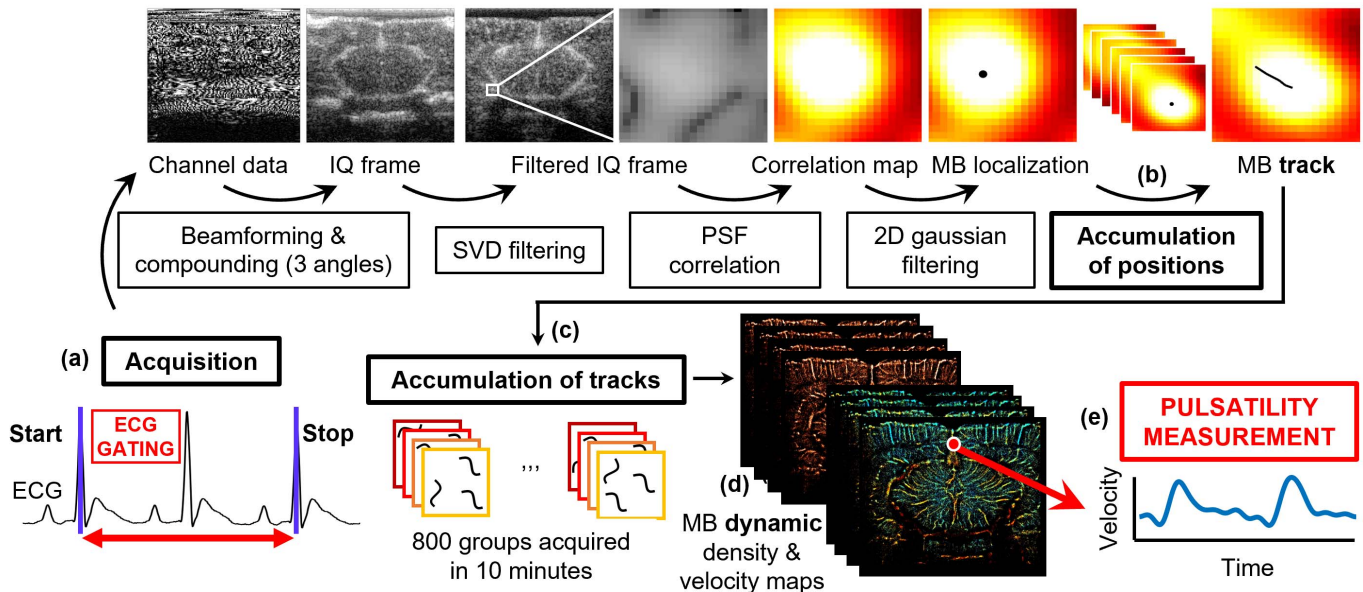 Channel data
IQ frame
Filtered IQ frame
Correlation map
MB localization
(b)
MB track
Beamforming &
compounding (3 angles)
SVD filtering
PSF
correlation
2D gaussian
filtering
Accumulation
of positions
(a)
Acquisition
Start
ECG
GATING
Stop
ECG
(c)
Accumulation of tracks
,,,
800 groups acquired
in 10 minutes
(d)
MB dynamic
density &
velocity maps
(e)
PULSATILITY
MEASUREMENT
Velocity
Time